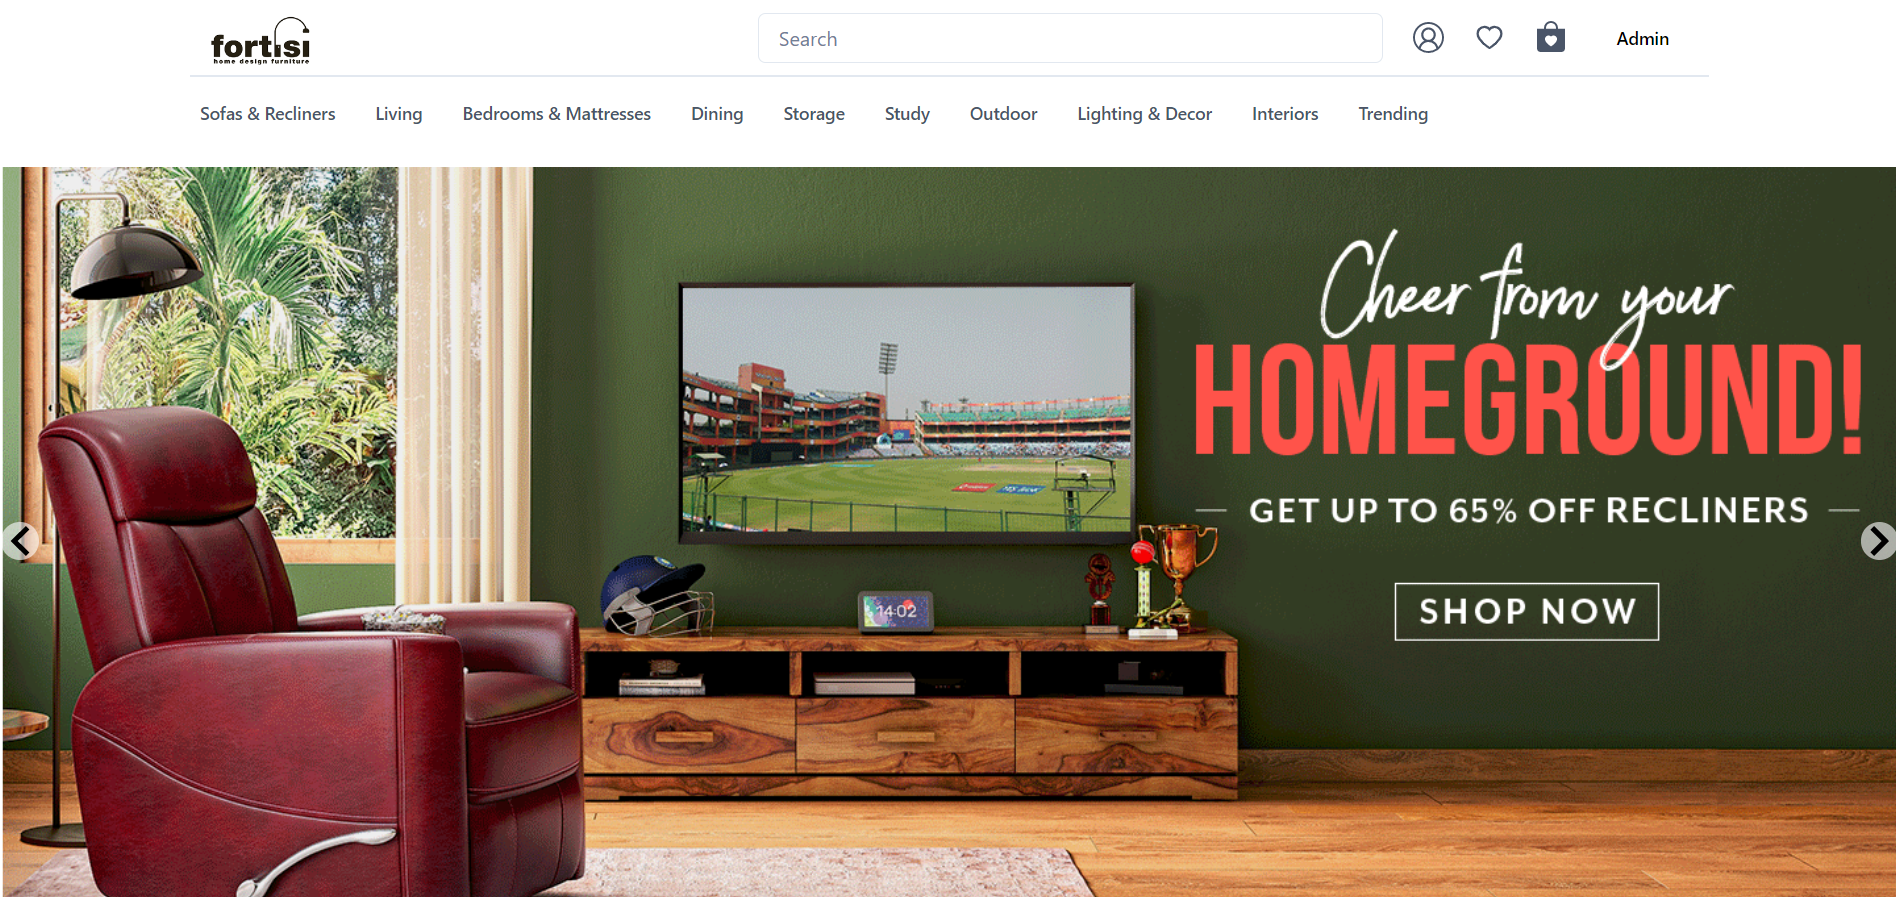 fortisi
home design furniture
Search
Admin
Sofas & Recliners
Living
Bedrooms & Mattresses
Dining
Storage
Study
Outdoor
Lighting & Decor
Interiors
Trending
Cheer from your
HOMEGROUND!
GET UP TO 65% OFF RECLINERS
14:02
SHOP NOW